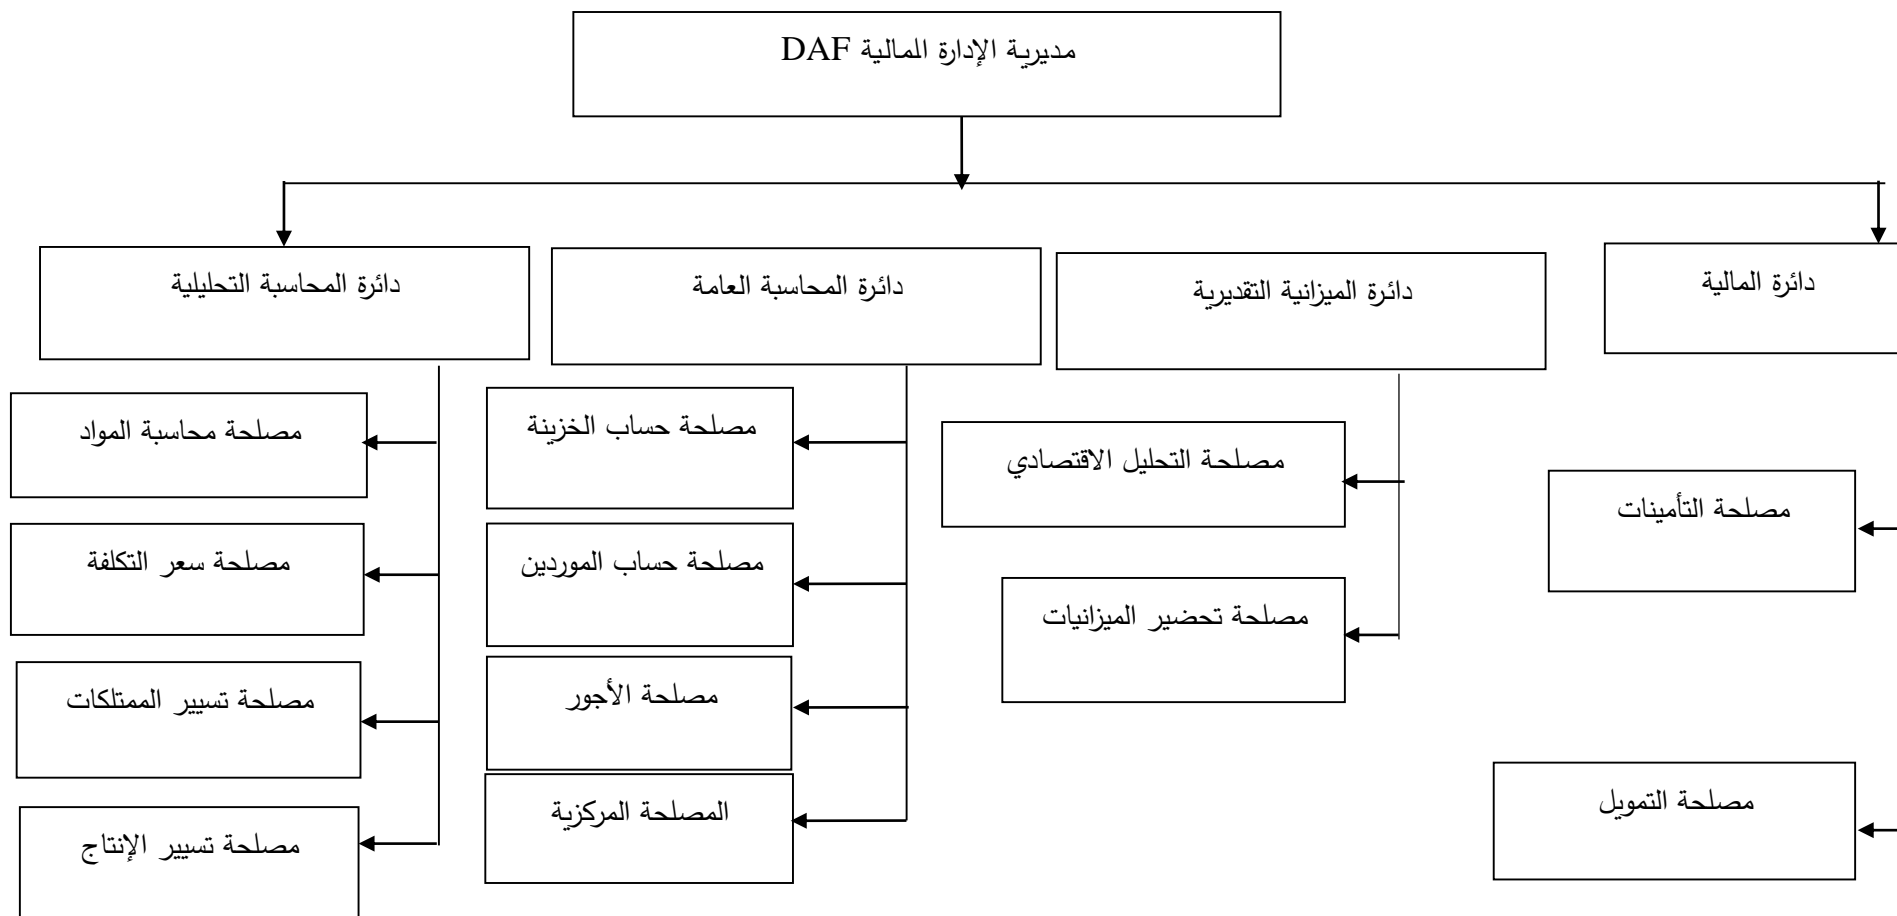 مديرية الإدارة المالية DAF
دائرة المالية
دائرة الميزانية التقديرية
دائرة المحاسبة العامة
دائرة المحاسبة التحليلية
مصلحة التأمينات
مصلحة التمويل
مصلحة التحليل الاقتصادي
مصلحة تحضير الميزانيات
مصلحة حساب الخزينة
مصلحة حساب الموردين
مصلحة الأجور
المصلحة المركزية
مصلحة محاسبة المواد
مصلحة سعر التكلفة
مصلحة تسيير الممتلكات
مصلحة تسيير الإنتاج